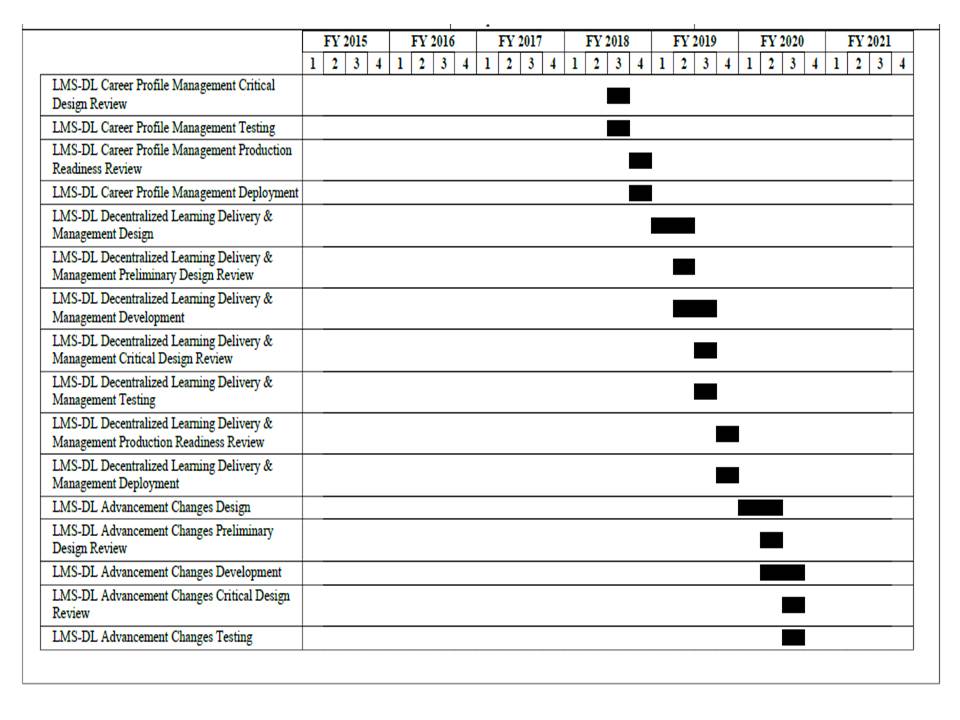 FY 2015 FY 2016 FY 2017 FY 2018 FY 2019 FY 2020 FY 2021
1 2 3 4 1 2 3 4 1 2 3 4 1 2 3 4 1 2 3 4 1 2 3 4 1 2 3 4
LMS-DL Career Profile Management Critical
Design Review
LMS-DL Career Profile Management Testing
LMS-DL Career Profile Management Production
Readiness Review
LMS-DL Career Profile Management Deployment
LMS-DL Decentralized Learning Delivery &
Management Design
LMS-DL Decentralized Learning Delivery &
Management Preliminary Design Review
LMS-DL Decentralized Learning Delivery &
Management Development
LMS-DL Decentralized Learning Delivery &
Management Critical Design Review
LMS-DL Decentralized Learning Delivery &
Management Testing
LMS-DL Decentralized Learning Delivery &
Management Production Readiness Review
LMS-DL Decentralized Learning Delivery &
Management Deployment
LMS-DL Advancement Changes Design
LMS-DL Advancement Changes Preliminary
Design Review
LMS-DL Advancement Changes Development
LMS-DL Advancement Changes Critical Design
Review
LMS-DL Advancement Changes Testing